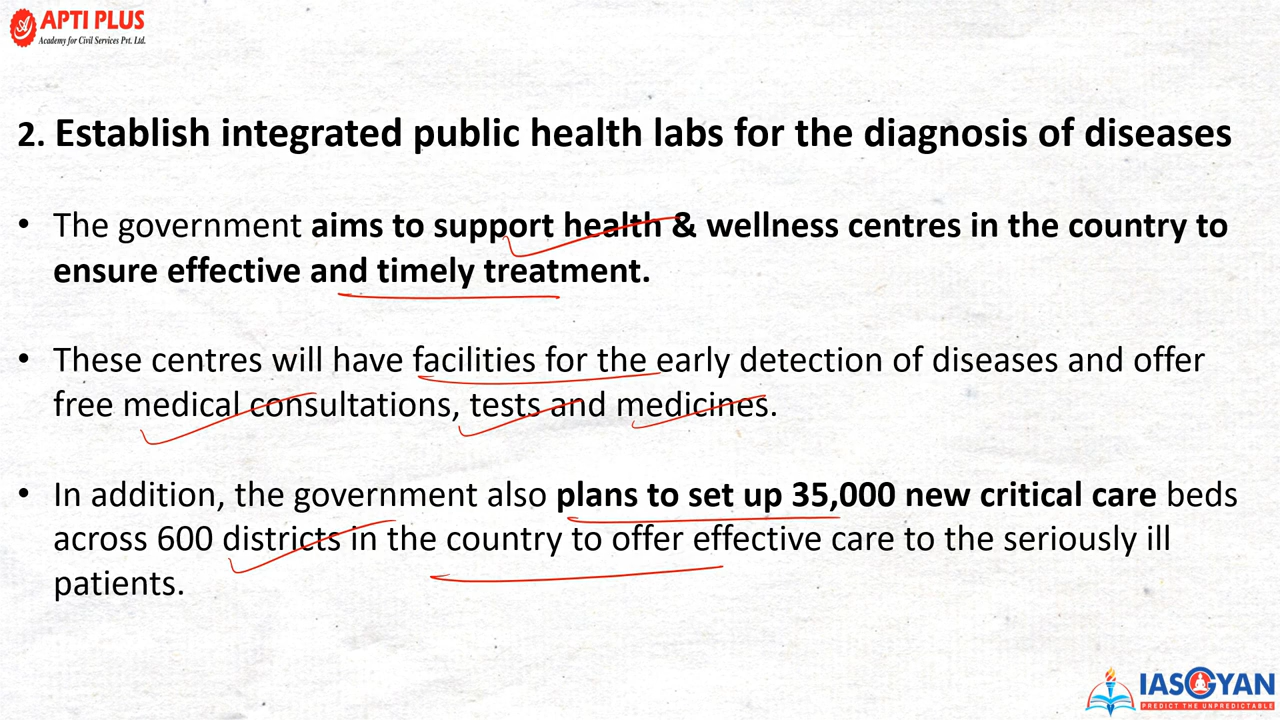 APTI PLUS
Academy for Civil Services Pvt. Ltd.
2. Establish integrated public health labs for the diagnosis of diseases
• The government aims to support health & wellness centres in the country to
ensure effective and timely treatment.
• These centres will have facilities for the early detection of diseases and offer
free medical consultations, tests and medicines.
• In addition, the government also plans to set up 35,000 new critical care beds
across 600 districts in the country to offer effective care to the seriously ill
patients.
IAS GYAN
PREDICT THE UNPREDICTABLE